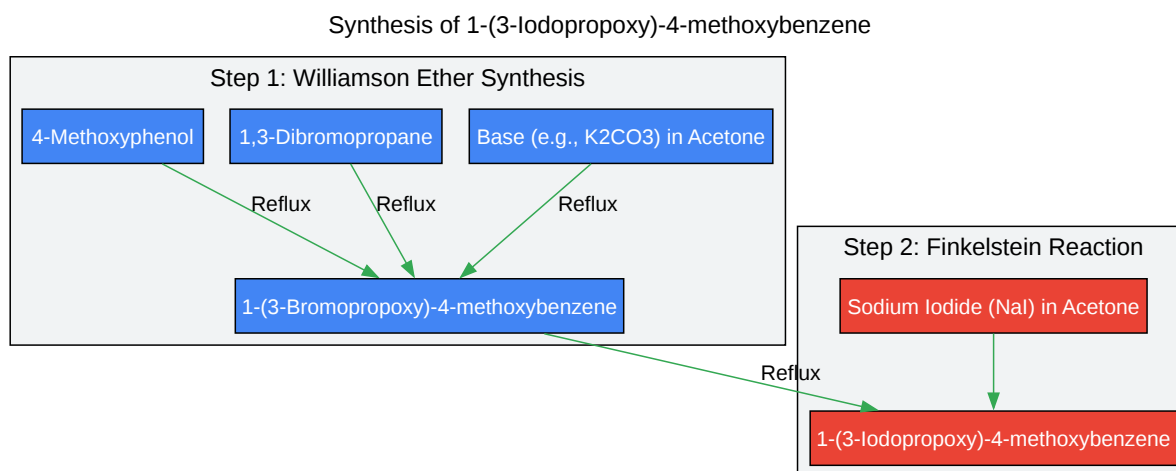 Synthesis of 1-(3-Iodopropoxy)-4-methoxybenzene
Step 1: Williamson Ether Synthesis
4-Methoxyphenol
1,3-Dibromopropane
Base (e.g., K2CO3) in Acetone
Reflux
Reflux
Reflux
1-(3-Bromopropoxy)-4-methoxybenzene
Step 2: Finkelstein Reaction
Sodium Iodide (NaI) in Acetone
Reflux
1-(3-Iodopropoxy)-4-methoxybenzene